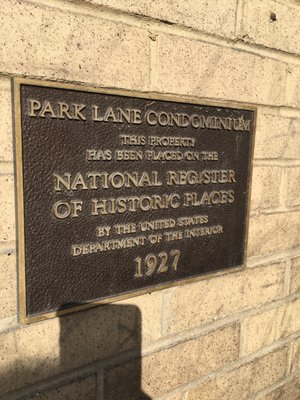 PARK LANE CONDOMINIUM
THIS PROPERTY
HAS BEEN PLACED ON THE
NATIONAL REGISTER
OF HISTORIC PLACES
BY THE UNITED STATES
DEPARTMENT OF THE INTERIOR
1927